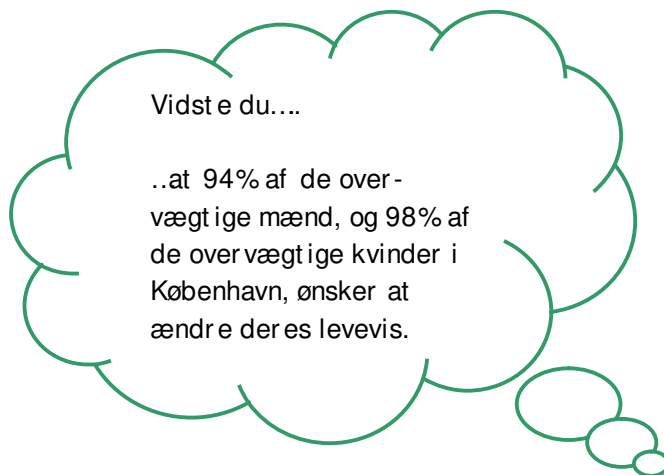 Vidste du....
..at 94% af de over-
vægtige mænd, og 98% af
de overvægtige kvinder i
København, ønsker at
ændre deres levevis.